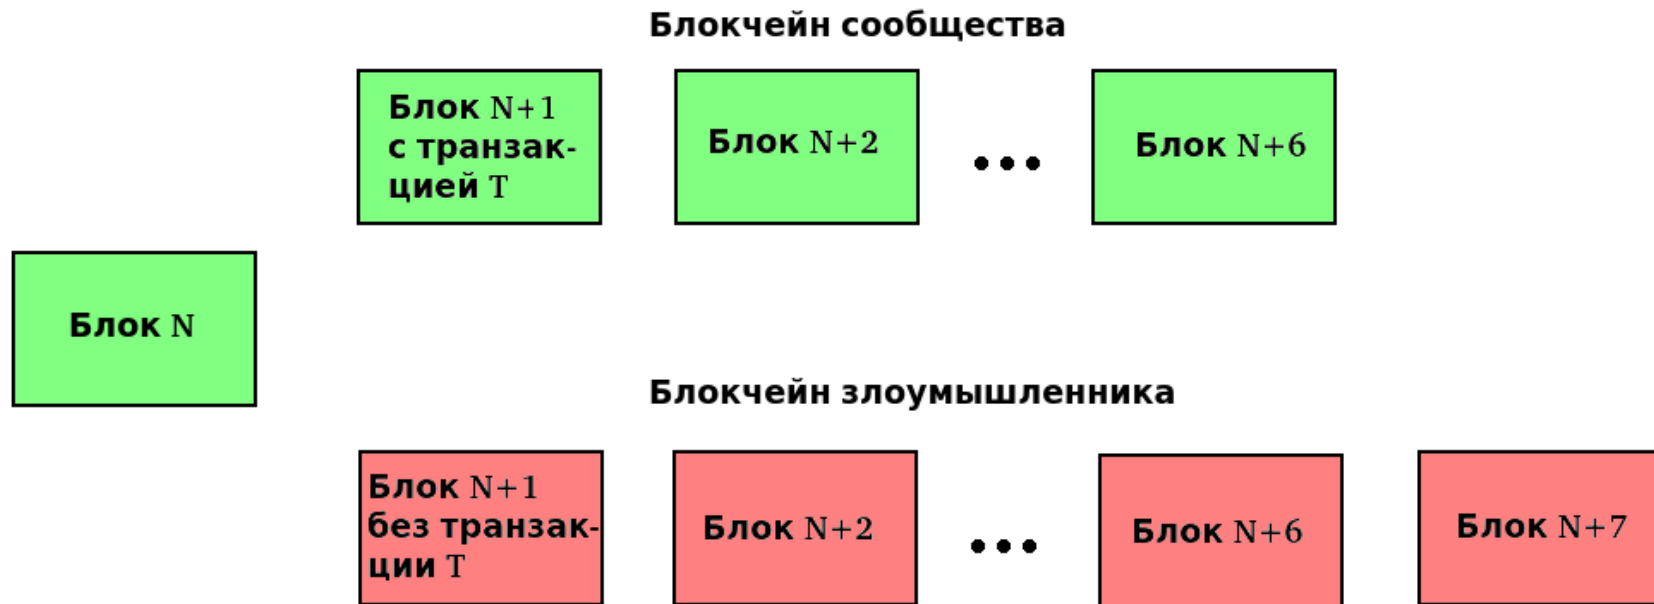 Блокчейн сообщества
Блок N+1
с транзак-
цией T
Блок N+2
Блок N+6
Блок N
Блокчейн злоумышленника
Блок N+1
без транзак-
ции T
Блок N+2
Блок N+6
Блок N+7